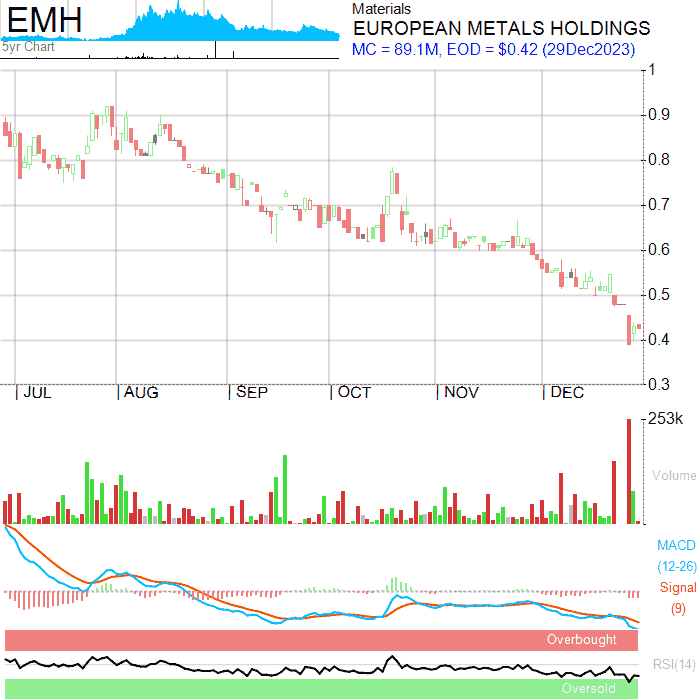 EMH
5yr Chart
Materials
EUROPEAN METALS HOLDINGS
MC = 89.1M, EOD = $0.42 (29Dec2023)
1
0.9
0.8
0.7
0.6
0.5
0.4
0.3
JUL AUG SEP OCT NOV DEC
253k
Volume
MACD
(12-26)
Signal
(9)
Overbought
RSI(14)
Oversold